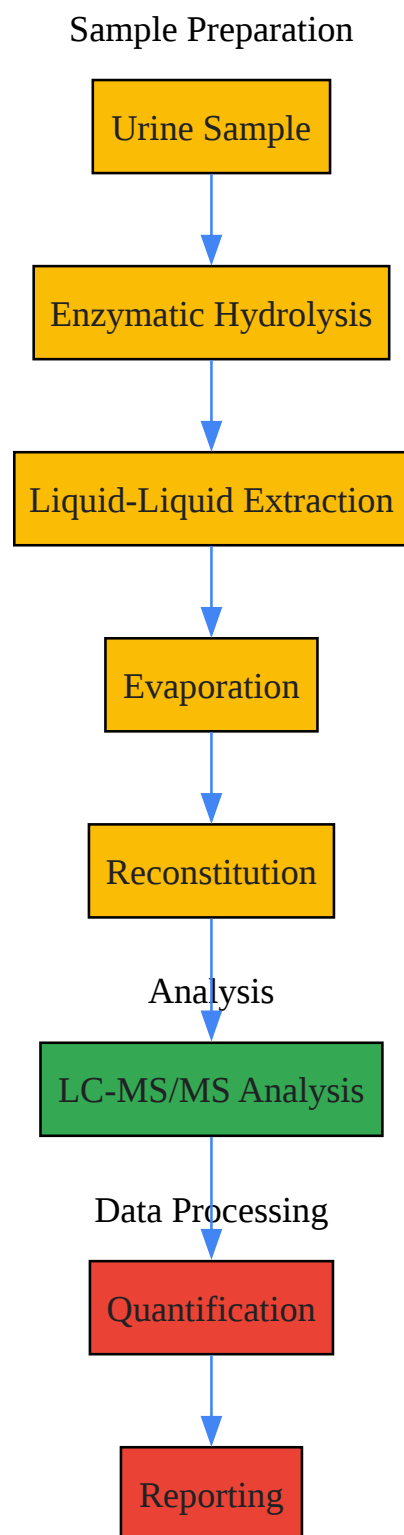 Sample Preparation
Urine Sample
Enzymatic Hydrolysis
Liquid-Liquid Extraction
Evaporation
Reconstitution
Analysis
LC-MS/MS Analysis
Data Processing
Quantification
Reporting